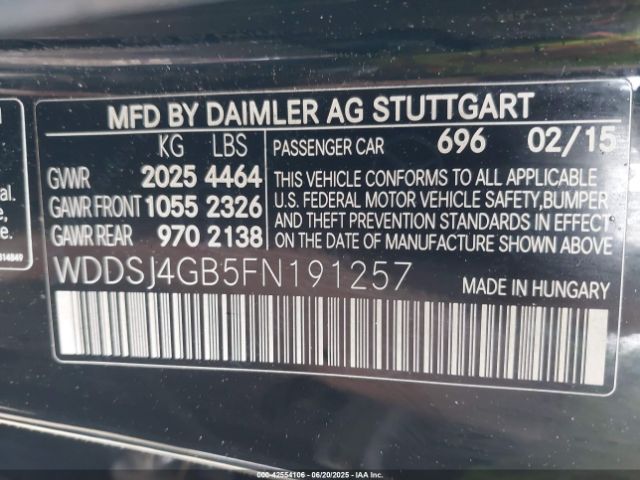 MFD BY DAIMLER AG STUTTGART
KG LBS
GVWR 2025 4464
GAWR FRONT 1055 2326
GAWR REAR 970 2138
PASSENGER CAR 696 02/15
THIS VEHICLE CONFORMS TO ALL APPLICABLE
U.S. FEDERAL MOTOR VEHICLE SAFETY,BUMPER
AND THEFT PREVENTION STANDARDS IN EFFECT
ON THE DATE OF MANUFACTURE SHOWN ABOVE.
WDDSJ4GB5FN191257
MADE IN HUNGARY
000-42554106 - 06/20/2025 - IAAI.COM